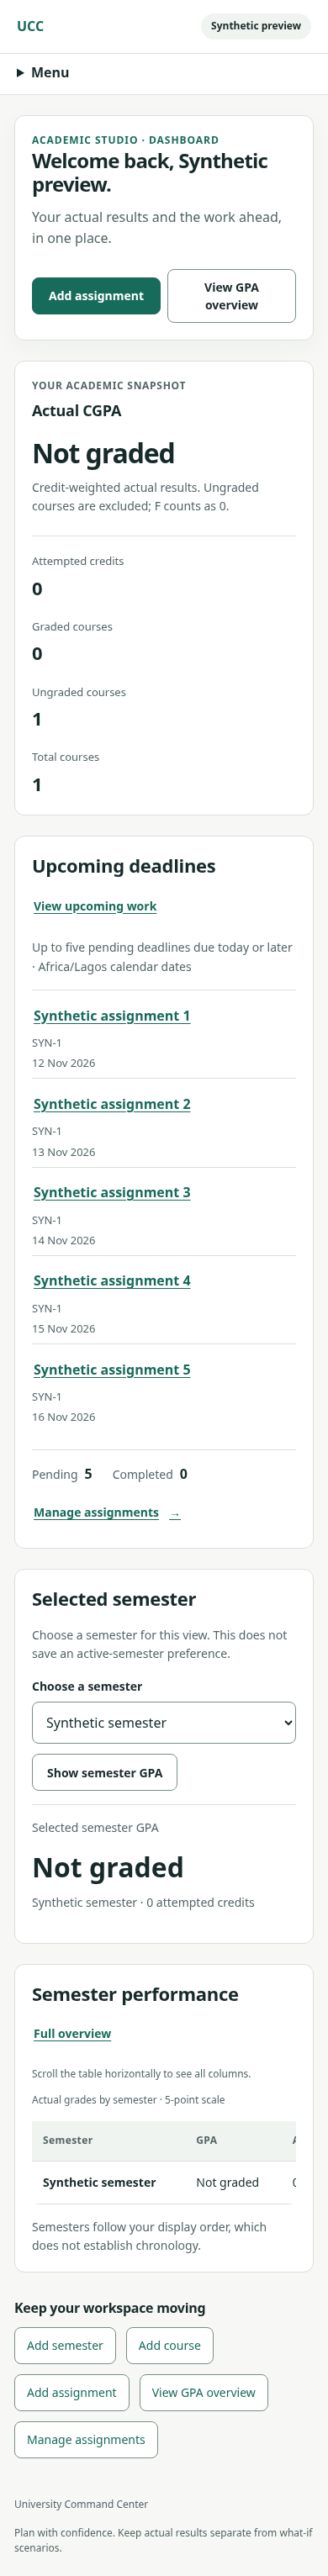 UCC
Synthetic preview
Menu
ACADEMIC STUDIO · DASHBOARD
Welcome back, Synthetic
preview.
Your actual results and the work ahead,
in one place.
Add assignment
View GPA
overview
YOUR ACADEMIC SNAPSHOT
Actual CGPA
Not graded
Credit-weighted actual results. Ungraded
courses are excluded; F counts as 0.
Attempted credits
0
Graded courses
0
Ungraded courses
1
Total courses
1
Upcoming deadlines
View upcoming work
Up to five pending deadlines due today or later
· Africa/Lagos calendar dates
Synthetic assignment 1
SYN-1
12 Nov 2026
Synthetic assignment 2
SYN-1
13 Nov 2026
Synthetic assignment 3
SYN-1
14 Nov 2026
Synthetic assignment 4
SYN-1
15 Nov 2026
Synthetic assignment 5
SYN-1
16 Nov 2026
Pending 5 Completed 0
Manage assignments →
Selected semester
Choose a semester for this view. This does not
save an active-semester preference.
Choose a semester
Synthetic semester
Show semester GPA
Selected semester GPA
Not graded
Synthetic semester · 0 attempted credits
Semester performance
Full overview
Scroll the table horizontally to see all columns.
Actual grades by semester · 5-point scale
Semester GPA
Synthetic semester Not graded
Semesters follow your display order, which
does not establish chronology.
Keep your workspace moving
Add semester
Add course
Add assignment
View GPA overview
Manage assignments
University Command Center
Plan with confidence. Keep actual results separate from what-if
scenarios.